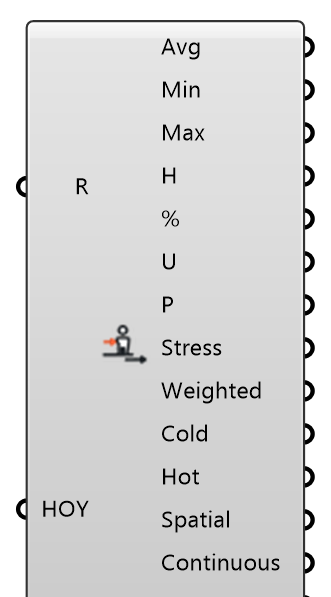 Avg
Min
Max
R
H
%
U
P
Stress
Weighted
Cold
Hot
HOY
Spatial
Continuous